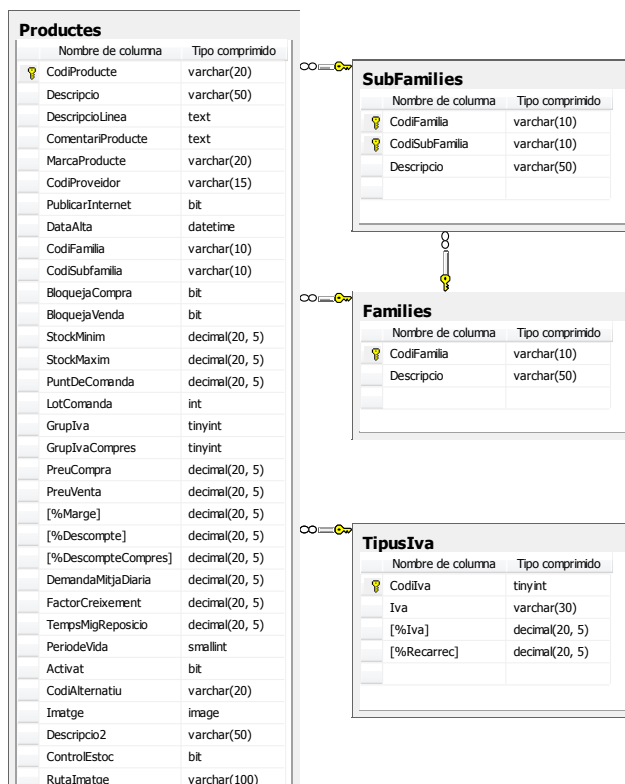 Productes
Nombre de columna Tipo comprimido
CodiProducte varchar(20)
Descripcio varchar(50)
DescripcioLinea text
ComentariProducte text
MarcaProducte varchar(20)
CodiProveidor varchar(15)
PublicarInternet bit
DataAlta datetime
CodiFamilia varchar(10)
CodiSubfamilia varchar(10)
BloquejaCompra bit
BloquejaVenda bit
StockMinim decimal(20, 5)
StockMaxim decimal(20, 5)
PuntDeComanda decimal(20, 5)
LotComanda int
GrupIva tinyint
GrupIvaCompres tinyint
PreuCompra decimal(20, 5)
PreuVenta decimal(20, 5)
[%Marge] decimal(20, 5)
[%Descompte] decimal(20, 5)
[%DescompteCompres] decimal(20, 5)
DemandaMitjaDiaria decimal(20, 5)
FactorCreixement decimal(20, 5)
TempsMigReposicio decimal(20, 5)
PeriodeVida smallint
Activat bit
CodiAlternatiu varchar(20)
Imatge image
Descripcio2 varchar(50)
ControlEstoc bit
RutaImatge varchar(100)
SubFamilies
Nombre de columna Tipo comprimido
CodiFamilia varchar(10)
CodiSubFamilia varchar(10)
Descripcio varchar(50)
Families
Nombre de columna Tipo comprimido
CodiFamilia varchar(10)
Descripcio varchar(50)
TipusIva
Nombre de columna Tipo comprimido
CodiIva tinyint
Iva varchar(30)
[%Iva] decimal(20, 5)
[%Recarrec] decimal(20, 5)